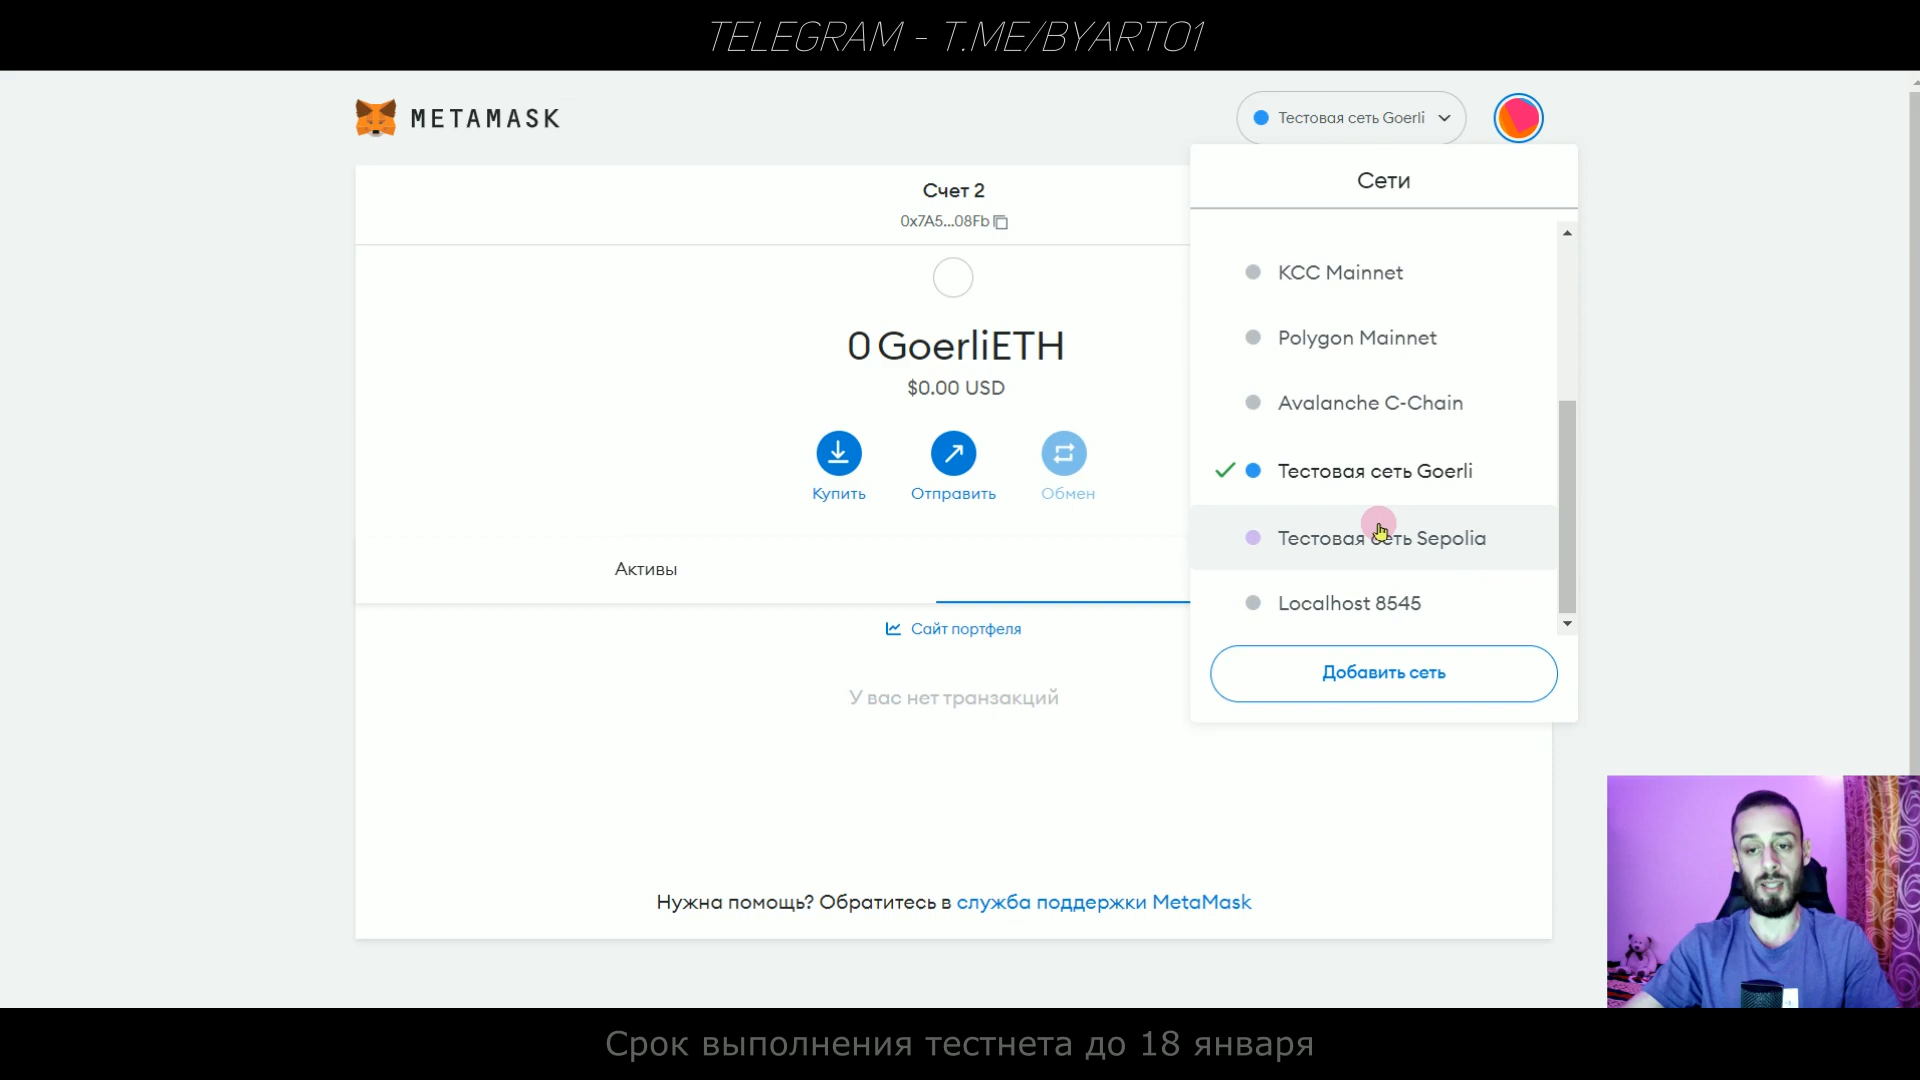 TELEGRAM - T.ME/BYART01
METAMASK
Тестовая сеть Goerli
Счет 2
0x7A5...08Fb
0 GoerliETH
$0.00 USD
Купить
Отправить
Обмен
Активы
Сайт портфеля
У вас нет транзакций
Нужна помощь? Обратитесь в служба поддержки MetaMask
Сети
KCC Mainnet
Polygon Mainnet
Avalanche C-Chain
Тестовая сеть Goerli
Тестовая сеть Sepolia
Localhost 8545
Добавить сеть
Срок выполнения тестнета до 18 января